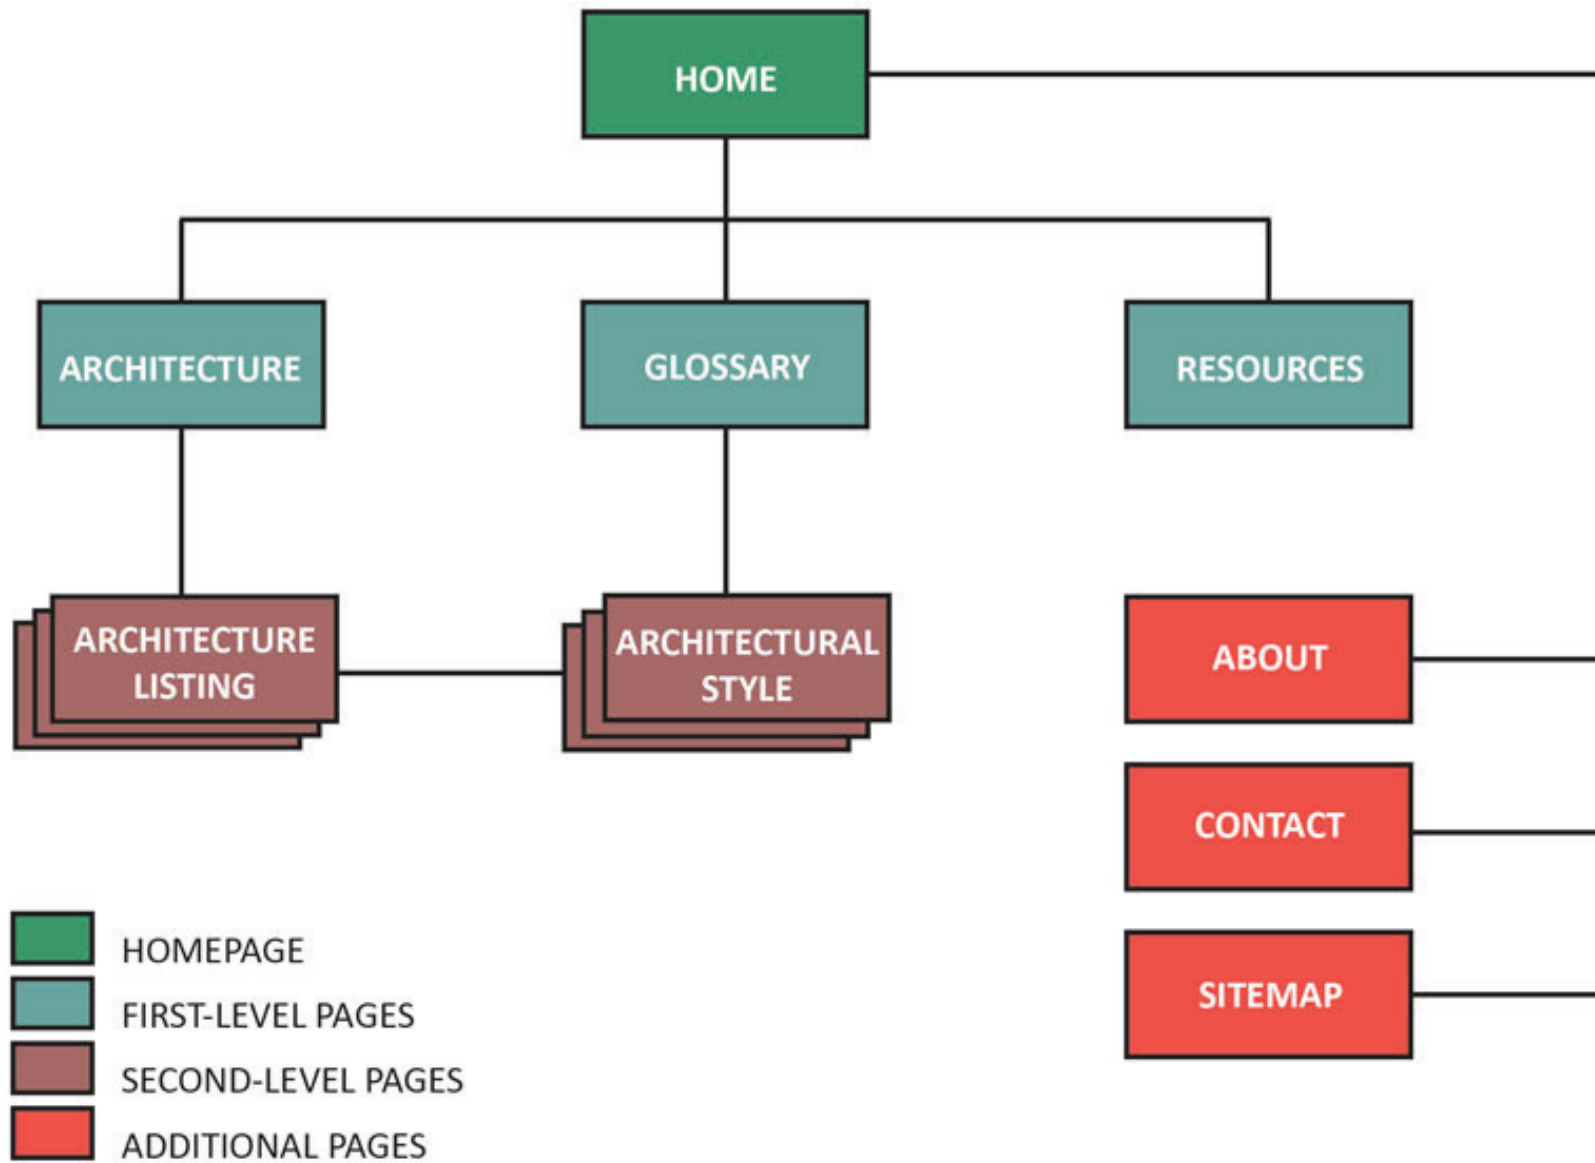 HOME
ARCHITECTURE
GLOSSARY
RESOURCES
ARCHITECTURE
LISTING
ARCHITECTURAL
STYLE
ABOUT
CONTACT
SITEMAP
HOMEPAGE
FIRST-LEVEL PAGES
SECOND-LEVEL PAGES
ADDITIONAL PAGES